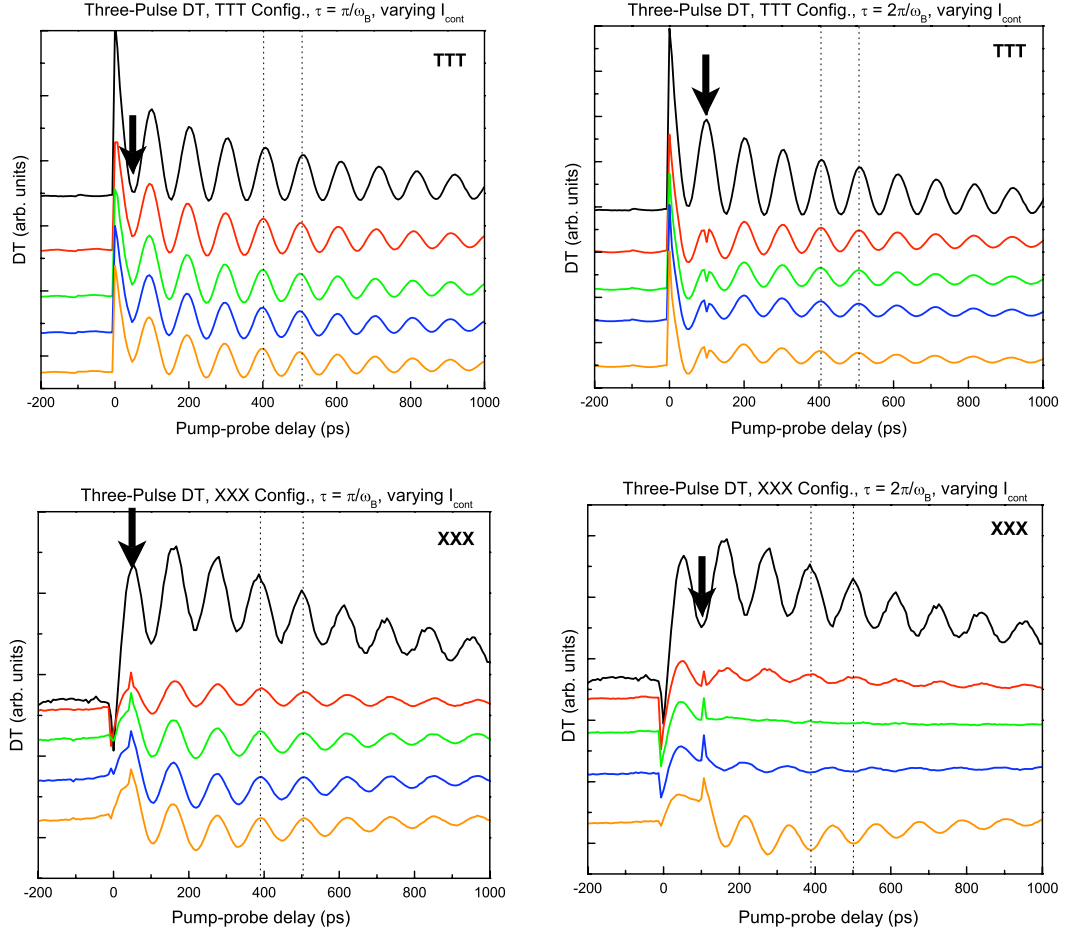 Three-Pulse DT, TTT Config., τ = π/ω_B, varying I_cont
TTT
DT (arb. units)
-200 0 200 400 600 800 1000
Pump-probe delay (ps)
Three-Pulse DT, TTT Config., τ = 2π/ω_B, varying I_cont
TTT
DT (arb. units)
-200 0 200 400 600 800 1000
Pump-probe delay (ps)
Three-Pulse DT, XXX Config., τ = π/ω_B, varying I_cont
XXX
DT (arb. units)
-200 0 200 400 600 800 1000
Pump-probe delay (ps)
Three-Pulse DT, XXX Config., τ = 2π/ω_B, varying I_cont
XXX
DT (arb. units)
-200 0 200 400 600 800 1000
Pump-probe delay (ps)